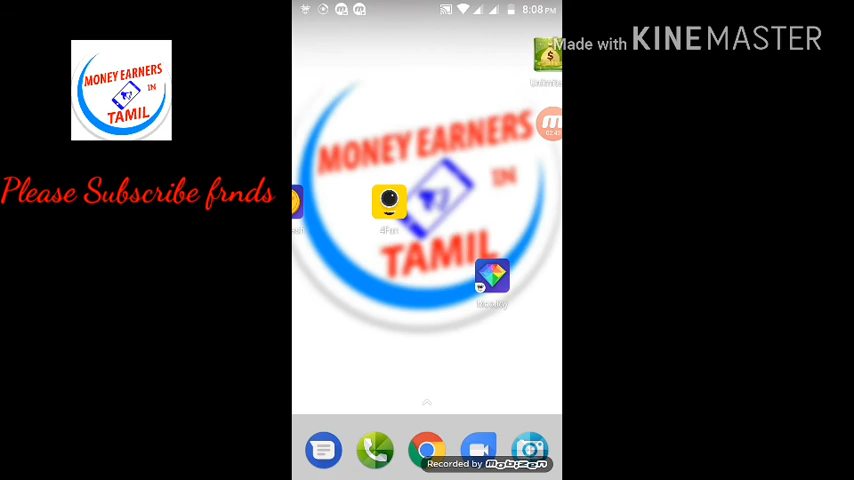 8:08 PM
Made with KINEMASTER
MONEY EARNERS
IN
TAMIL
Please Subscribe frnds
MONEY EARNERS
IN
TAMIL
4Fun
Recorded by mobizen